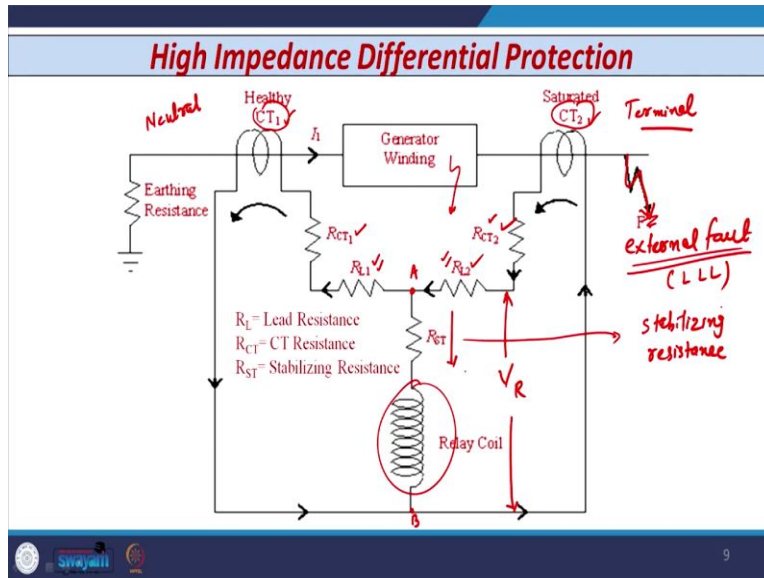 High Impedance Differential Protection
Neutral
Healthy
CT1
I1
Generator
Winding
Saturated
CT2
Terminal
Earthing
Resistance
RCT1
RCT2
F
external fault
(LLL)
RL1
A
RL2
RL= Lead Resistance
RCT= CT Resistance
RST= Stabilizing Resistance
RST
stabilizing
resistance
VR
Relay Coil
B
swayam
9